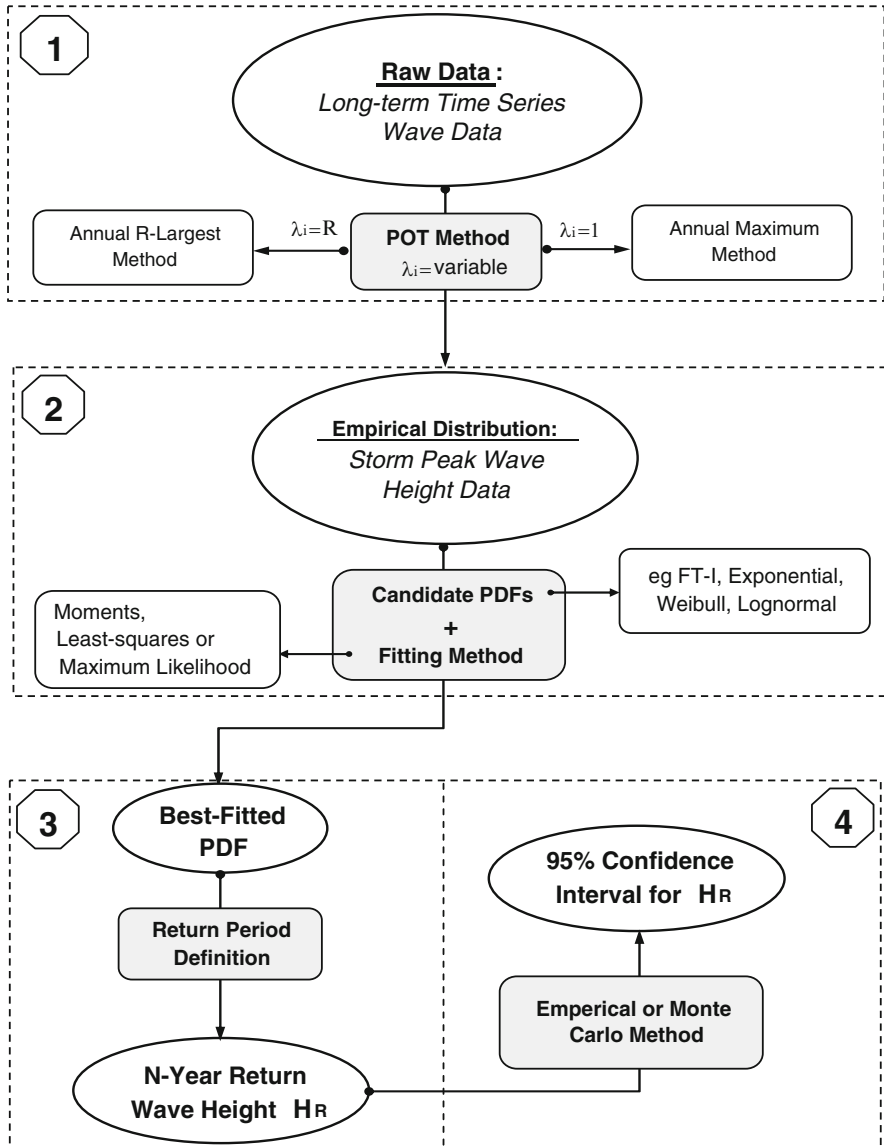 1
Raw Data :
Long-term Time Series
Wave Data
Annual R-Largest
Method
λi=R
POT Method
λi=variable
λi=1
Annual Maximum
Method
2
Empirical Distribution:
Storm Peak Wave
Height Data
Moments,
Least-squares or
Maximum Likelihood
Candidate PDFs
+
Fitting Method
eg FT-I, Exponential,
Weibull, Lognormal
3
Best-Fitted
PDF
Return Period
Definition
N-Year Return
Wave Height HR
4
95% Confidence
Interval for HR
Emperical or Monte
Carlo Method